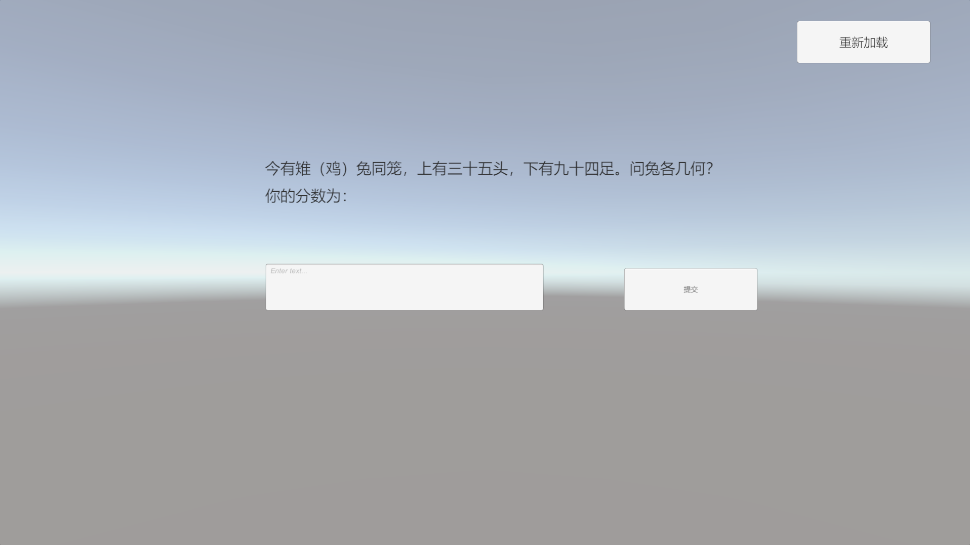 重新加载
今有雉（鸡）兔同笼，上有三十五头，下有九十四足。问兔各几何？
你的分数为：
Enter text...
提交